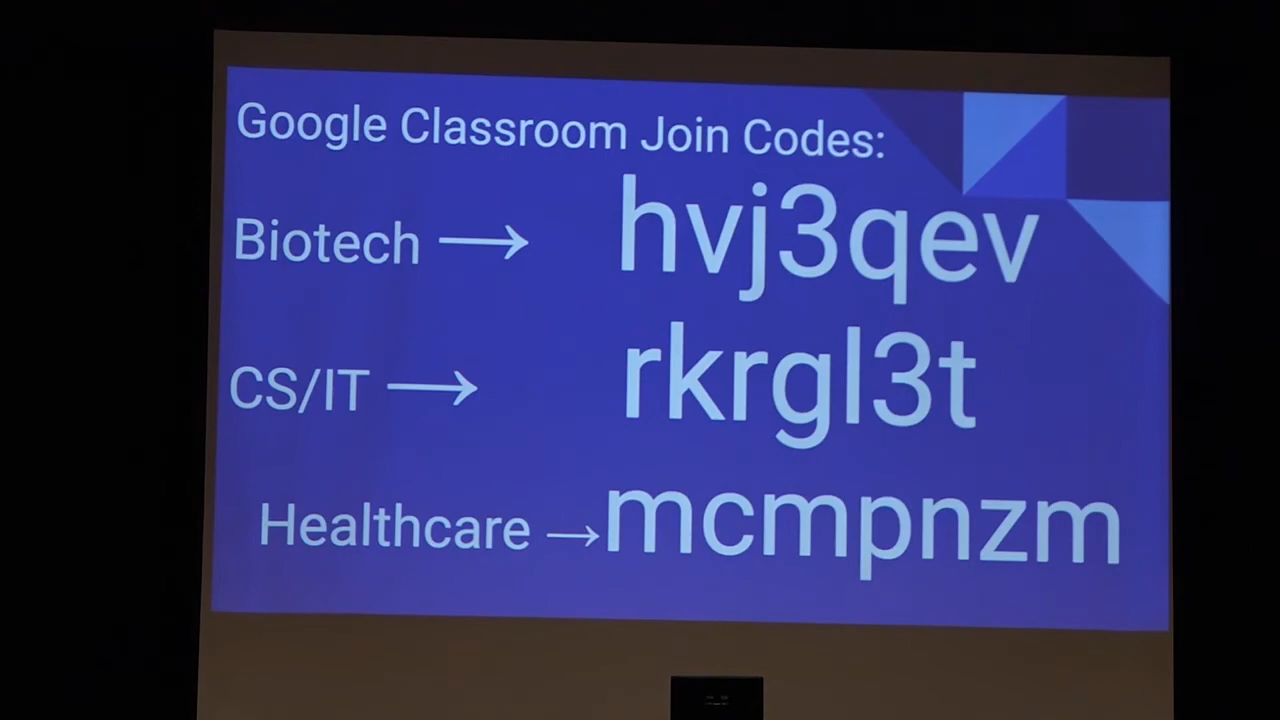 Google Classroom Join Codes:
Biotech → hvj3qev
CS/IT → rkrgl3t
Healthcare → mcmpnzm